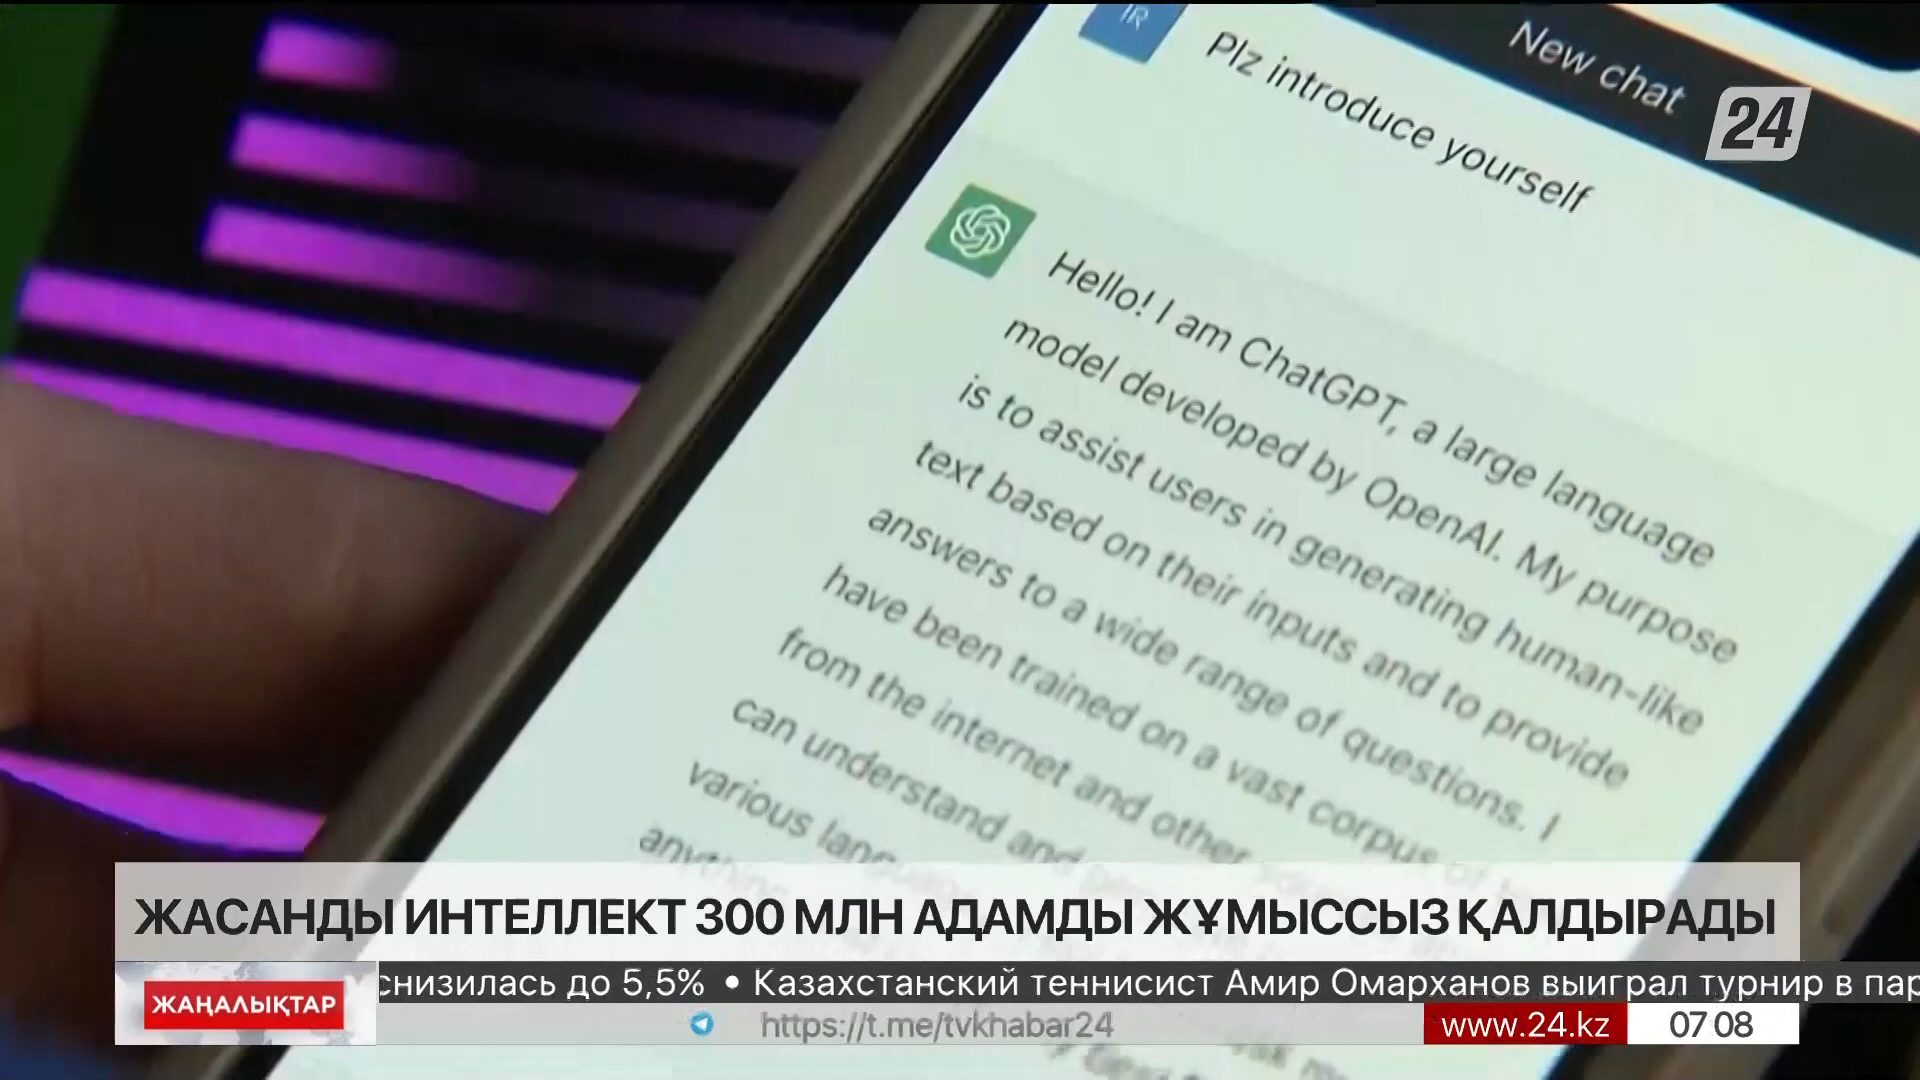 IR
Plz introduce yourself
New chat
24
Hello! I am ChatGPT, a large language
model developed by OpenAI. My purpose
is to assist users in generating human-like
text based on their inputs and to provide
answers to a wide range of questions. I
have been trained on a vast corpus of
from the internet and other
can understand and
various
ЖАСАНДЫ ИНТЕЛЛЕКТ 300 МЛН АДАМДЫ ЖҰМЫССЫЗ ҚАЛДЫРАДЫ
снизилась до 5,5% • Казахстанский теннисист Амир Омарханов выиграл турнир в пар
ЖАҢАЛЫҚТАР
https://t.me/tvkhabar24
www.24.kz
07 08